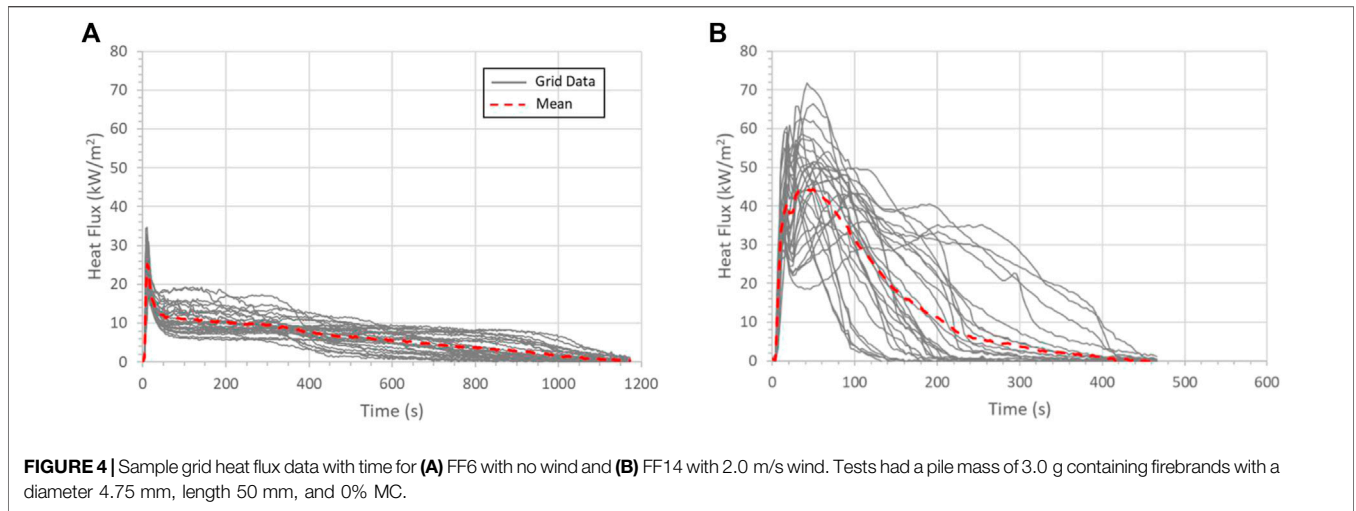 A
80
70
60
50
40
30
20
10
0
Heat Flux (kW/m²)
0 200 400 600 800 1000 1200
Time (s)
Grid Data
Mean
B
80
70
60
50
40
30
20
10
0
Heat Flux (kW/m²)
0 100 200 300 400 500 600
Time (s)
FIGURE 4 | Sample grid heat flux data with time for (A) FF6 with no wind and (B) FF14 with 2.0 m/s wind. Tests had a pile mass of 3.0 g containing firebrands with a
diameter 4.75 mm, length 50 mm, and 0% MC.